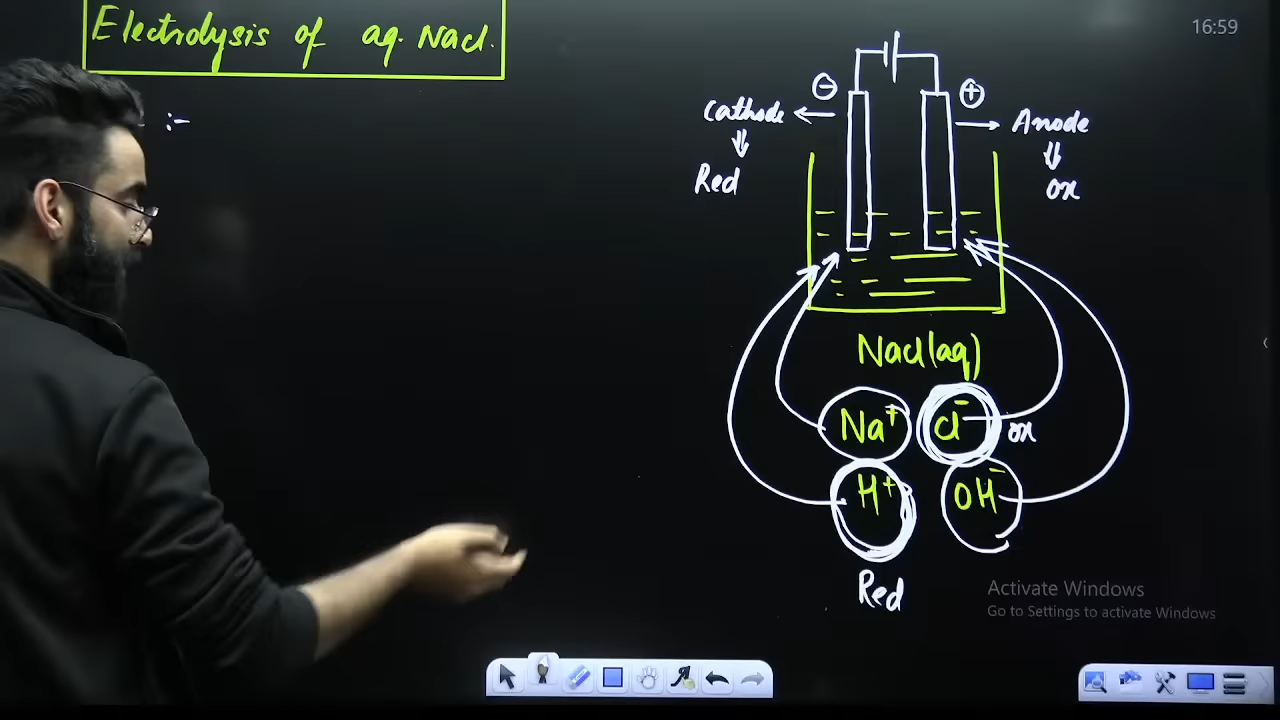 Electrolysis of aq. Nacl.
16:59
:-
⊖ ⊕
Cathode Anode
Red ox
Nacl(aq)
Na⁺ Cl⁻ ox
H⁺ OH⁻
Red
Activate Windows
Go to Settings to activate Windows